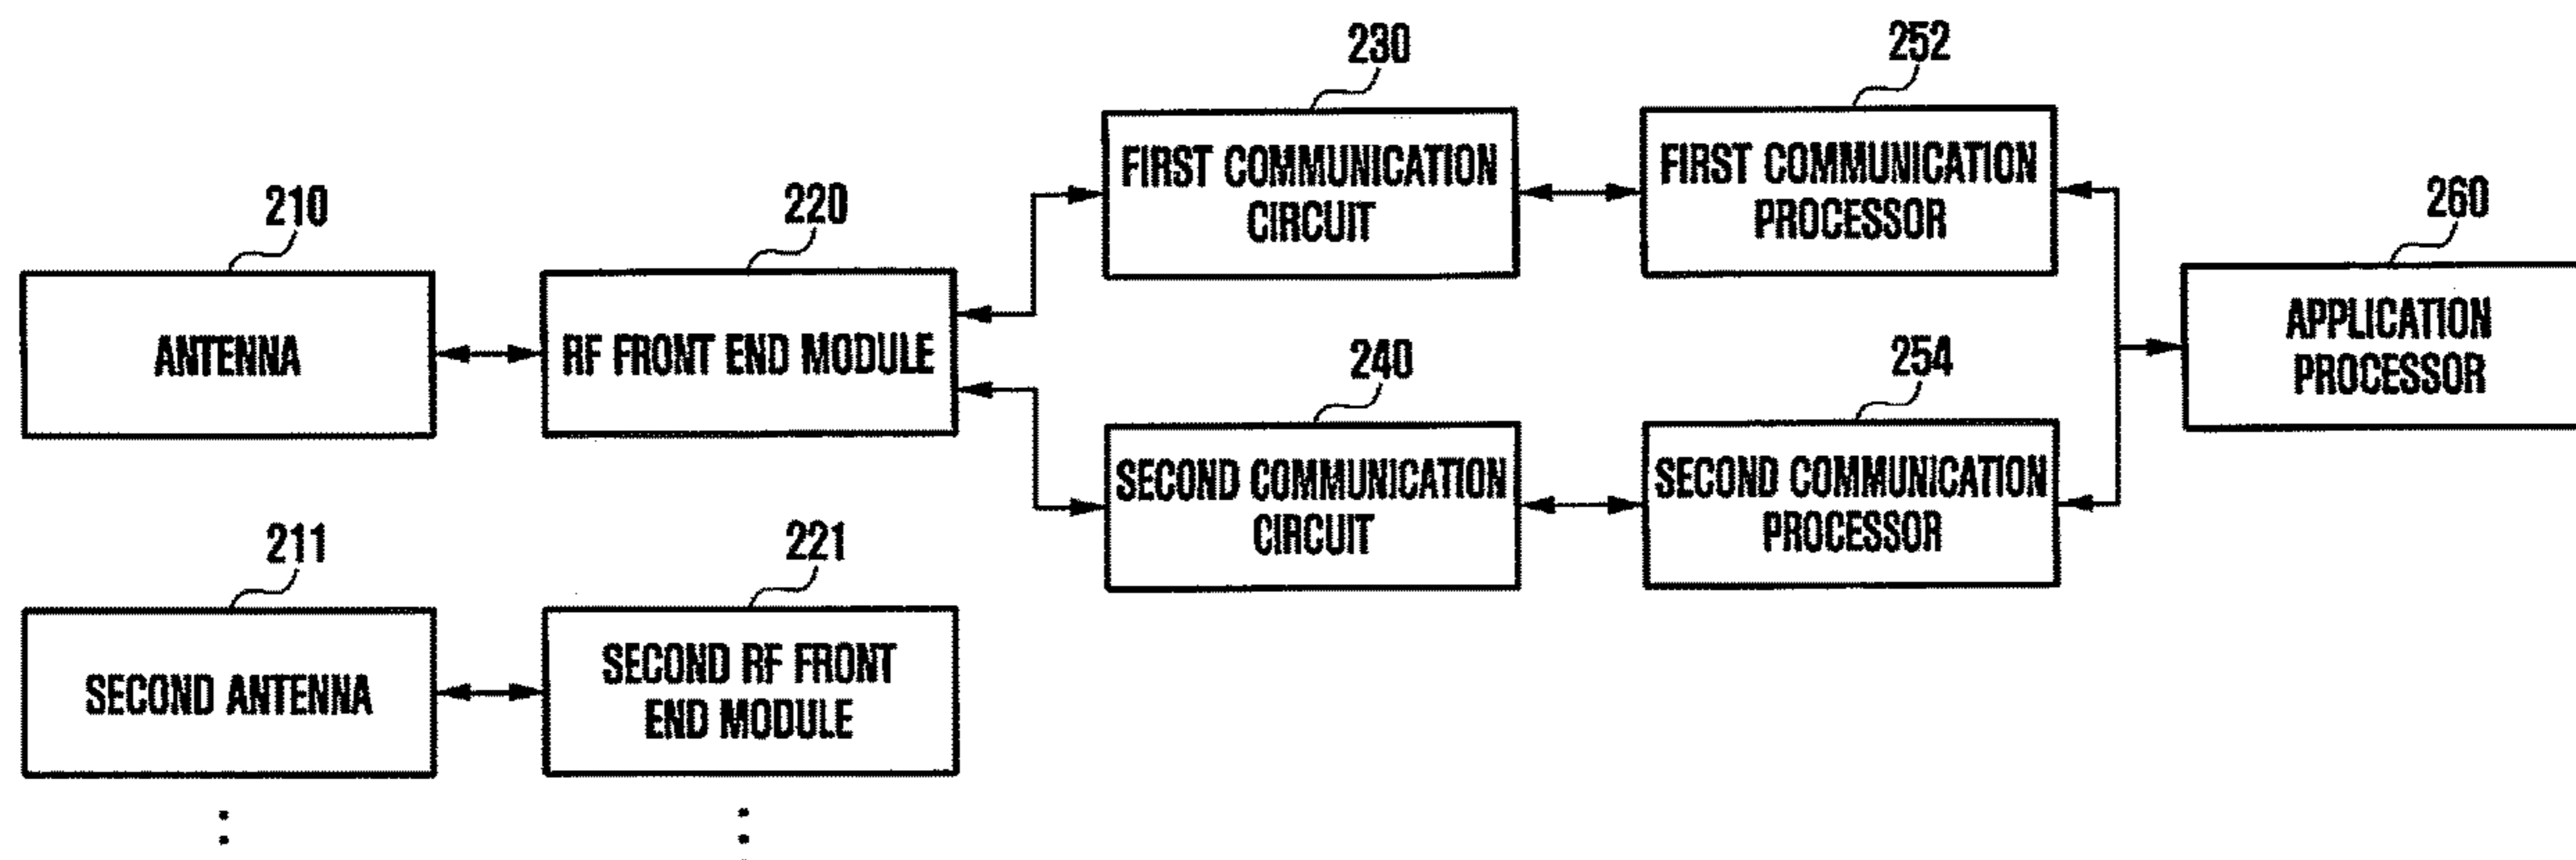 230
252
FIRST COMMUNICATION
CIRCUIT
FIRST COMMUNICATION
PROCESSOR
210
220
260
ANTENNA
RF FRONT END MODULE
APPLICATION
PROCESSOR
240
254
SECOND COMMUNICATION
CIRCUIT
SECOND COMMUNICATION
PROCESSOR
211
221
SECOND ANTENNA
SECOND RF FRONT
END MODULE